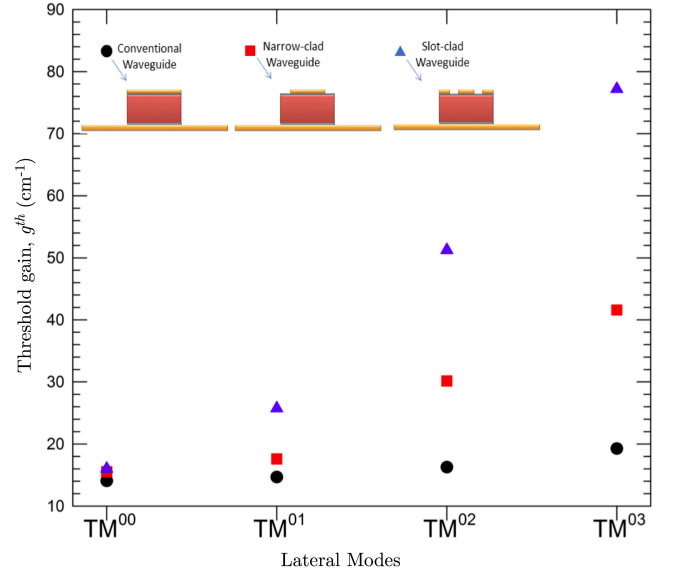 90
80
70
60
50
40
30
20
10
Threshold gain, g^th (cm^-1)
Conventional
Waveguide
Narrow-clad
Waveguide
Slot-clad
Waveguide
TM^00 TM^01 TM^02 TM^03
Lateral Modes